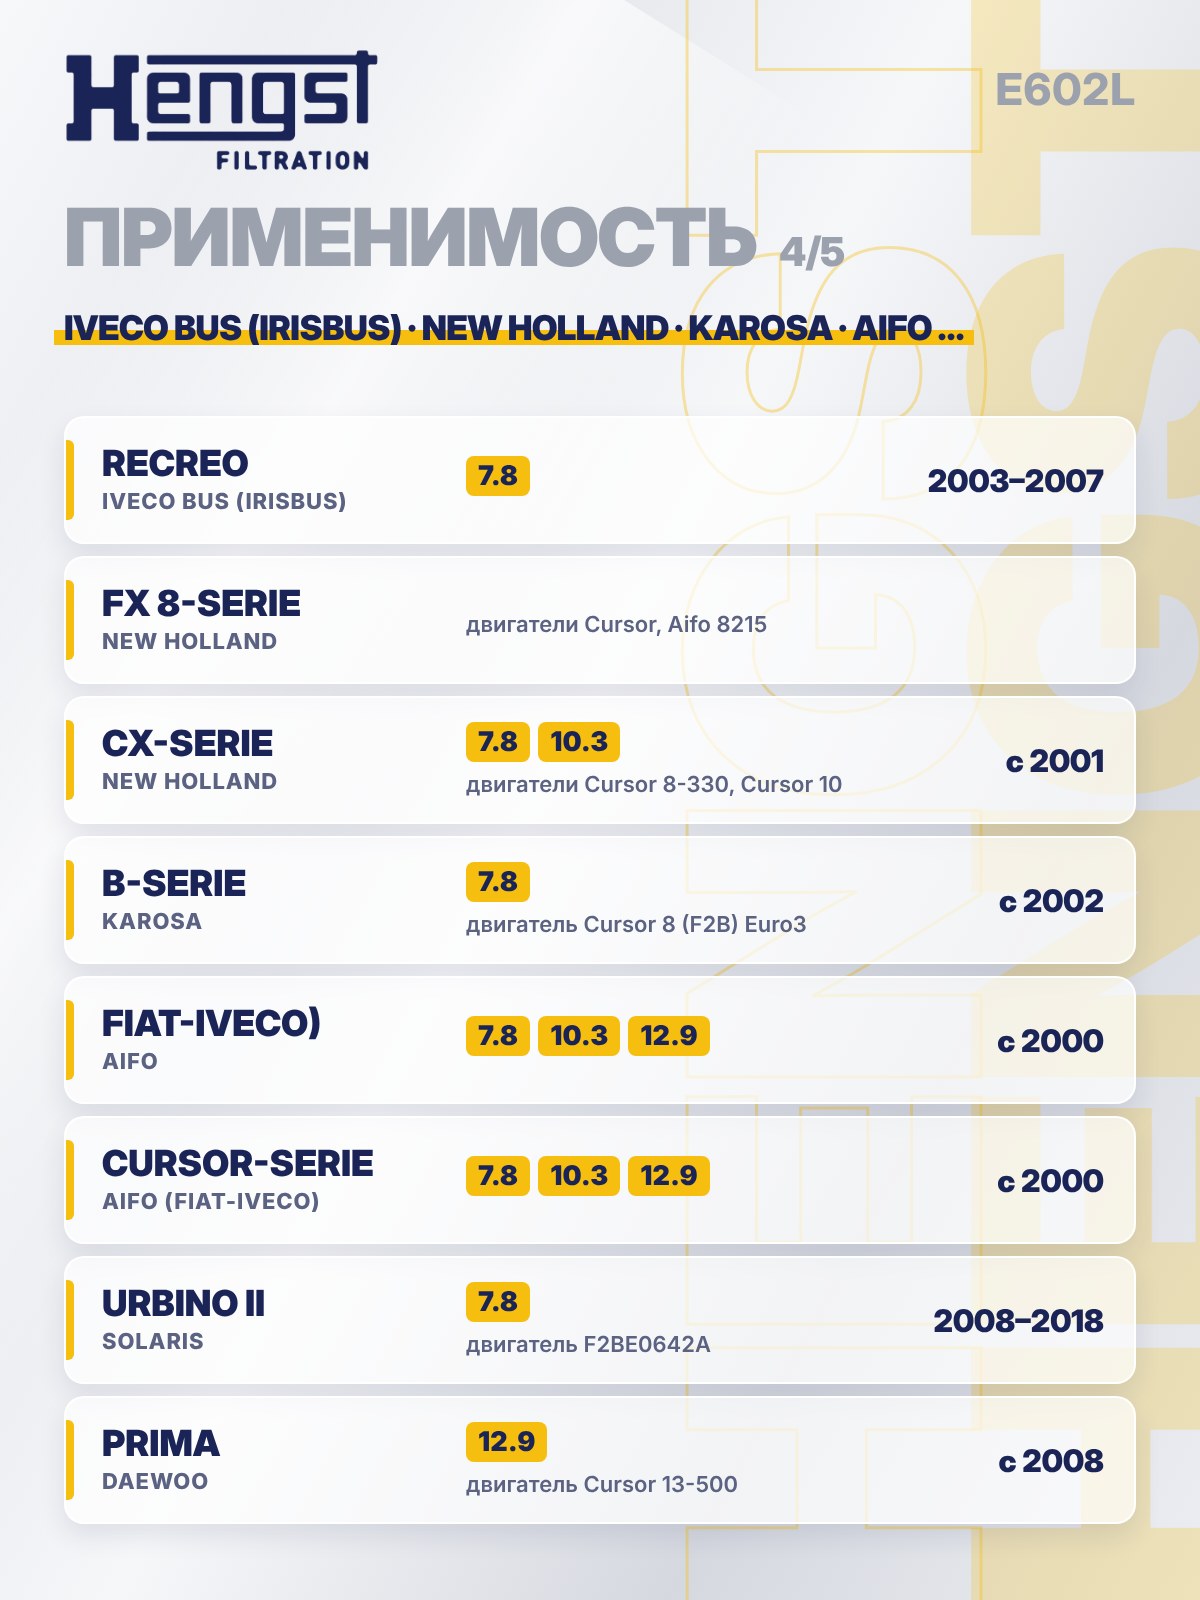 Hengst
FILTRATION
E602L
ПРИМЕНИМОСТЬ 4/5
IVECO BUS (IRISBUS) · NEW HOLLAND · KAROSA · AIFO ...
RECREO
IVECO BUS (IRISBUS)
7.8
2003–2007
FX 8-SERIE
NEW HOLLAND
двигатели Cursor, Aifo 8215
CX-SERIE
NEW HOLLAND
7.8 10.3
двигатели Cursor 8-330, Cursor 10
с 2001
B-SERIE
KAROSA
7.8
двигатель Cursor 8 (F2B) Euro3
с 2002
FIAT-IVECO)
AIFO
7.8 10.3 12.9
с 2000
CURSOR-SERIE
AIFO (FIAT-IVECO)
7.8 10.3 12.9
с 2000
URBINO II
SOLARIS
7.8
двигатель F2BE0642A
2008–2018
PRIMA
DAEWOO
12.9
двигатель Cursor 13-500
с 2008
HENGST
HENGST